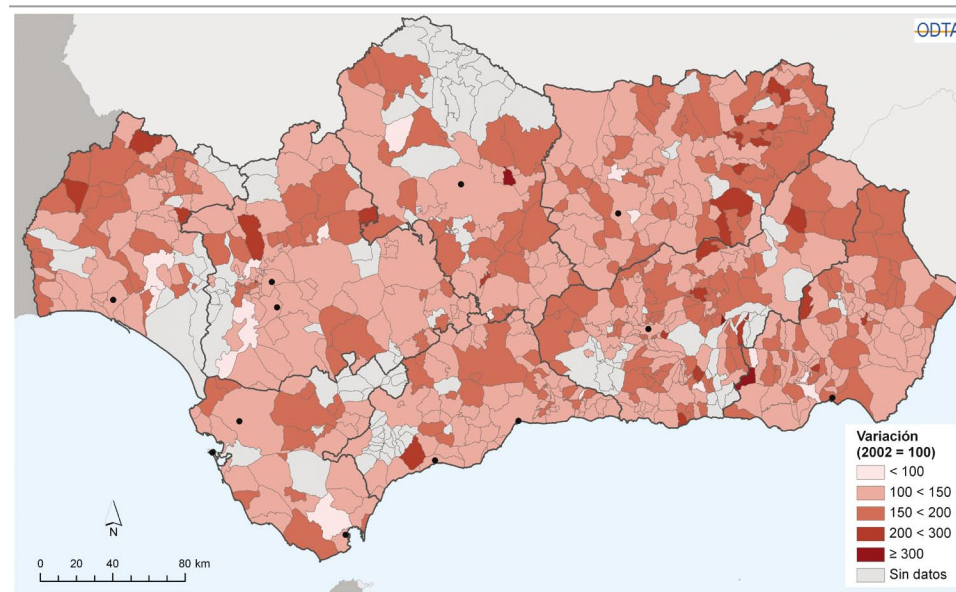 ODTA
Variación
(2002 = 100)
< 100
100 < 150
150 < 200
200 < 300
≥ 300
Sin datos
N
0 20 40 80 km